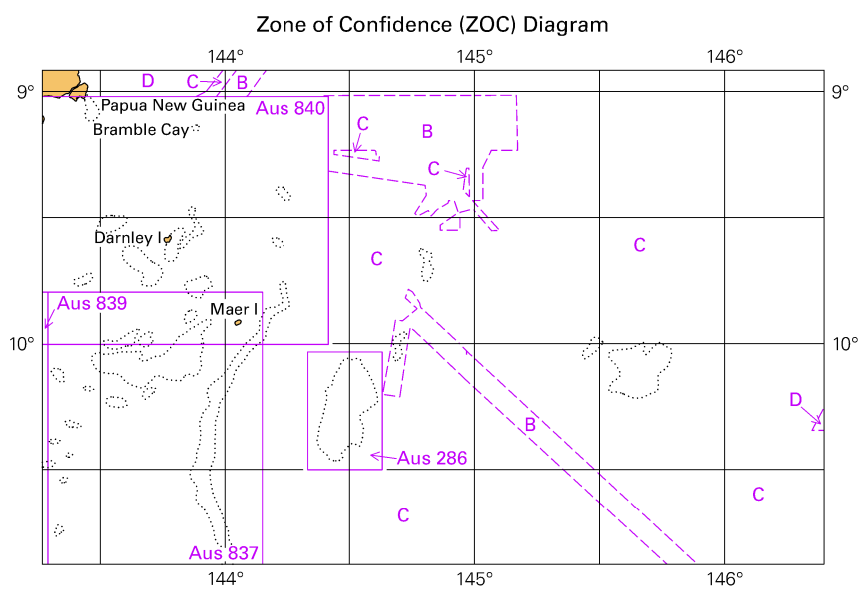 Zone of Confidence (ZOC) Diagram
144° 145° 146°
D C B
9° 9°
Papua New Guinea Aus 840
Bramble Cay
C B
C
Darnley I
C C
Aus 839 Maer I
10° 10°
D
B
Aus 286
C C
Aus 837
144° 145° 146°